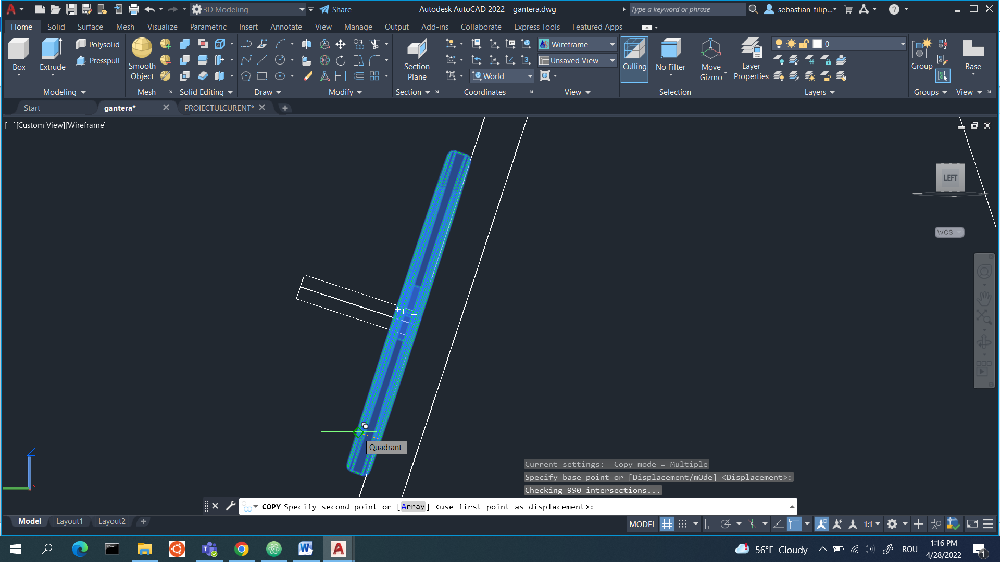 3D Modeling
Share
Autodesk AutoCAD 2022 gantera.dwg
Type a keyword or phrase
sebastian-filip...
Home Solid Surface Mesh Visualize Parametric Insert Annotate View Manage Output Add-ins Collaborate Express Tools Featured Apps
Box
Extrude
Polysolid
Presspull
Modeling
Smooth
Object
Mesh
Solid Editing
Draw
Modify
Section
Plane
Section
World
Coordinates
Wireframe
Unsaved View
View
Culling
No Filter
Move
Gizmo
Selection
Layer
Properties
0
Layers
Group
Groups
Base
View
Start
gantera*
PROIECTULCURENT*
[−][Custom View][Wireframe]
LEFT
WCS
Quadrant
Z
Current settings: Copy mode = Multiple
Specify base point or [Displacement/mOde] <Displacement>:
Checking 990 intersections...
COPY Specify second point or [Array] <use first point as displacement>:
Model Layout1 Layout2
MODEL
1:1
56°F Cloudy
ROU
1:16 PM
4/28/2022
1